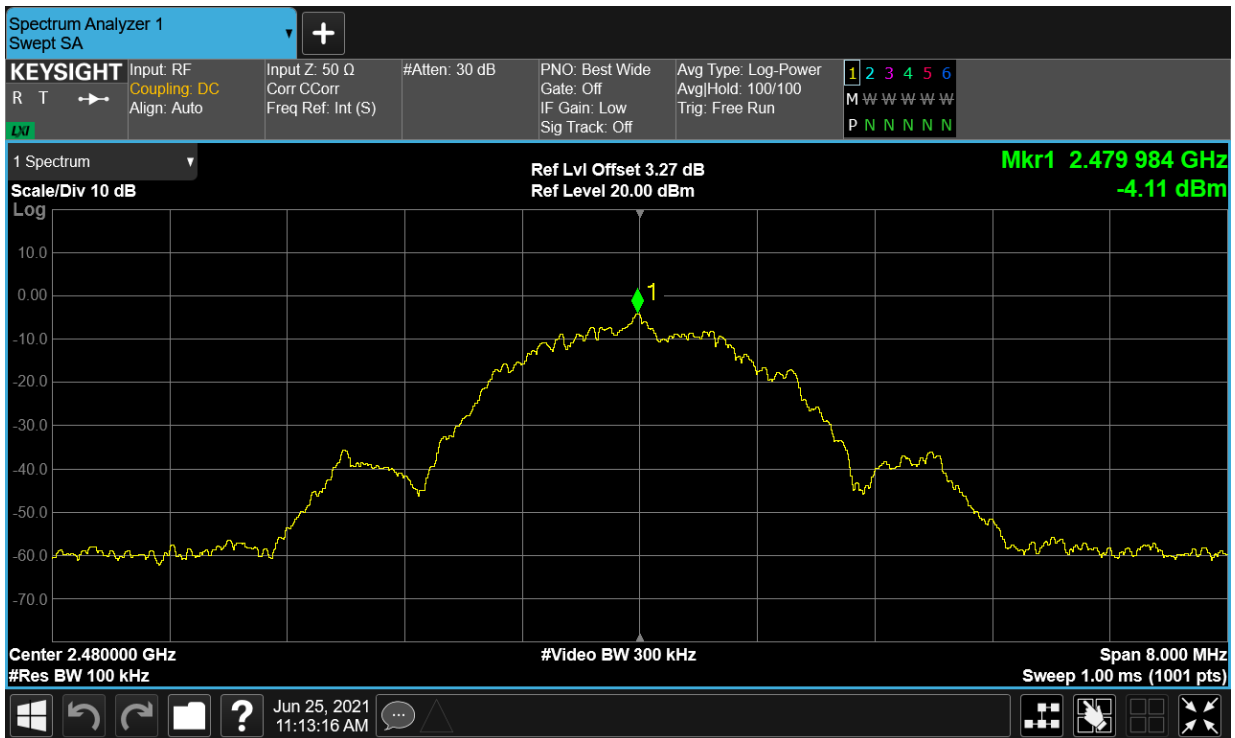 Spectrum Analyzer 1
Swept SA
+
KEYSIGHT
R T
LXI
Input: RF
Coupling: DC
Align: Auto
Input Z: 50 Ω
Corr CCorr
Freq Ref: Int (S)
#Atten: 30 dB
PNO: Best Wide
Gate: Off
IF Gain: Low
Sig Track: Off
Avg Type: Log-Power
Avg|Hold: 100/100
Trig: Free Run
1 2 3 4 5 6
M W W W W W
P N N N N N
1 Spectrum
Scale/Div 10 dB
Log
Ref Lvl Offset 3.27 dB
Ref Level 20.00 dBm
Mkr1 2.479 984 GHz
-4.11 dBm
1
10.0
0.00
-10.0
-20.0
-30.0
-40.0
-50.0
-60.0
-70.0
Center 2.480000 GHz
#Res BW 100 kHz
#Video BW 300 kHz
Span 8.000 MHz
Sweep 1.00 ms (1001 pts)
?
Jun 25, 2021
11:13:16 AM